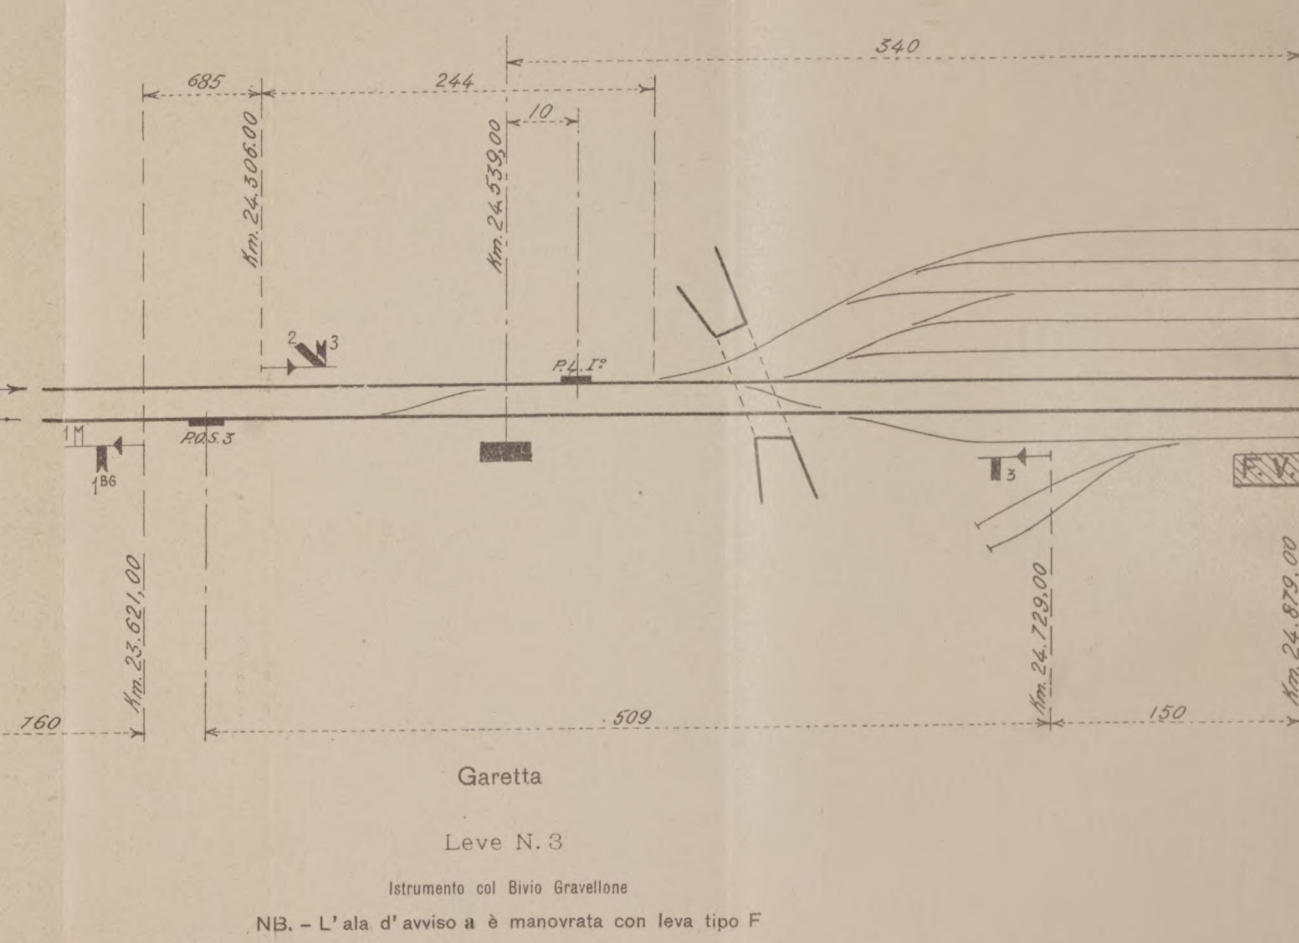 340
685
244
10
Km. 24.306.00
Km. 24.539,00
2
3
P.L.I°
1M
P.O.S.3
1BG
3
F.V.
Km. 23.621,00
Km. 24.729,00
Km. 24.879,00
760
509
150
Garetta
Leve N. 3
Istrumento col Bivio Gravellone
NB. - L'ala d'avviso a è manovrata con leva tipo F